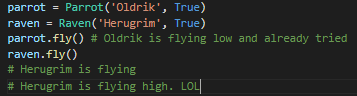 parrot = Parrot('Oldrik', True)
raven = Raven('Herugrim', True)
parrot.fly() # Oldrik is flying low and already tried
raven.fly()
# Herugrim is flying
# Herugrim is flying high. LOL